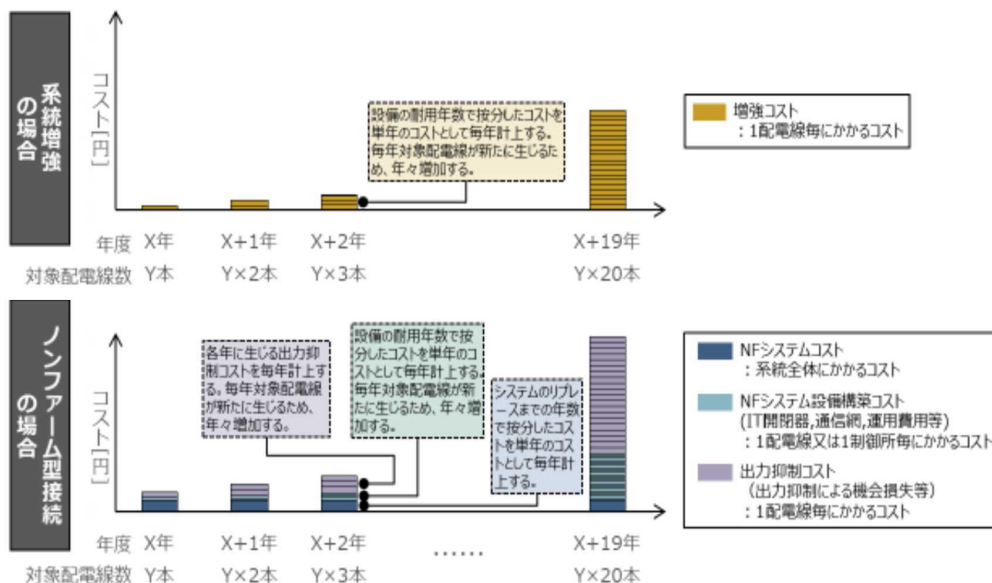 系統増強
の場合
コスト[円]
設備の耐用年数で按分したコストを
単年のコストとして毎年計上する。
毎年対象配電線が新たに生じるた
め、年々増加する。
増強コスト
：1配電線毎にかかるコスト
年度 X年 X+1年 X+2年 X+19年
対象配電線数 Y本 Y×2本 Y×3本 Y×20本
ノンファーム型接続
の場合
コスト[円]
各年に生じる出力抑
制コストを毎年計上す
る。毎年対象配電線
が新たに生じるため、
年々増加する。
設備の耐用年数で按
分したコストを単年のコ
ストとして毎年計上する。
毎年対象配電線が新
たに生じるため、年々増
加する。
システムのリプ
レースまでの年数
で按分したコス
トを単年のコス
トとして毎年計
上する。
NFシステムコスト
：系統全体にかかるコスト
NFシステム設備構築コスト
(IT開閉器,通信網,運用費用等)
：1配電線又は1制御所毎にかかるコスト
出力抑制コスト
（出力抑制による機会損失等）
：1配電線毎にかかるコスト
年度 X年 X+1年 X+2年 …… X+19年
対象配電線数 Y本 Y×2本 Y×3本 Y×20本